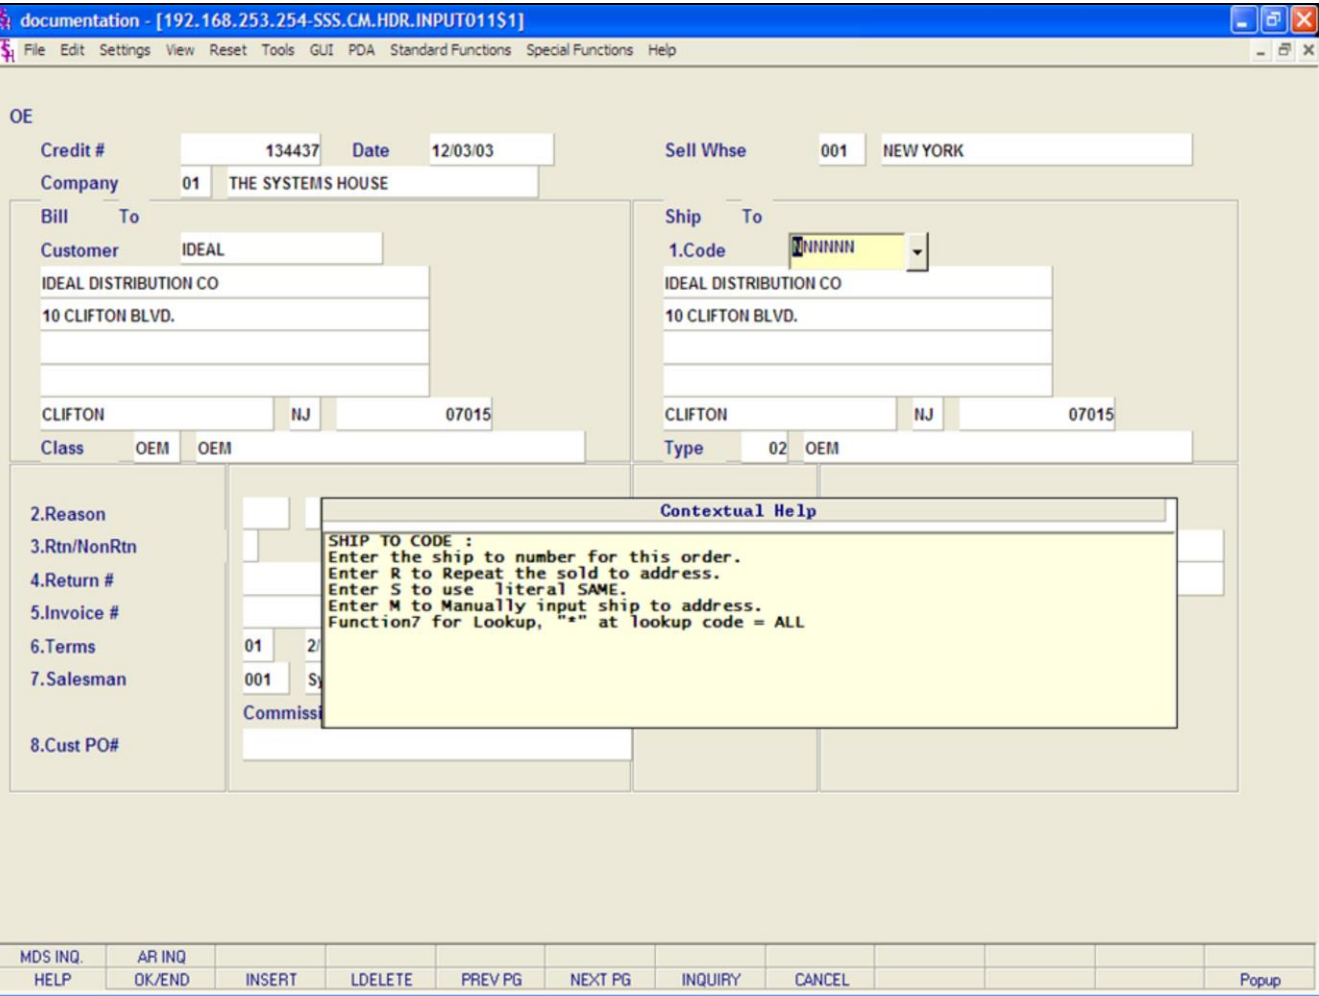 documentation - [192.168.253.254-SSS.CM.HDR.INPUT011$1]
File Edit Settings View Reset Tools GUI PDA Standard Functions Special Functions Help
OE
Credit # 134437 Date 12/03/03 Sell Whse 001 NEW YORK
Company 01 THE SYSTEMS HOUSE
Bill To Ship To
Customer IDEAL 1.Code NNNNNN
IDEAL DISTRIBUTION CO IDEAL DISTRIBUTION CO
10 CLIFTON BLVD. 10 CLIFTON BLVD.
CLIFTON NJ 07015 CLIFTON NJ 07015
Class OEM OEM Type 02 OEM
2.Reason
3.Rtn/NonRtn
4.Return #
5.Invoice #
6.Terms 01 2/
7.Salesman 001
8.Cust PO#
Contextual Help
SHIP TO CODE :
Enter the ship to number for this order.
Enter R to Repeat the sold to address.
Enter S to use literal SAME.
Enter M to Manually input ship to address.
Function7 for Lookup, "*" at lookup code = ALL
MDS INQ. AR INQ
HELP OK/END INSERT LDELETE PREV PG NEXT PG INQUIRY CANCEL Popup